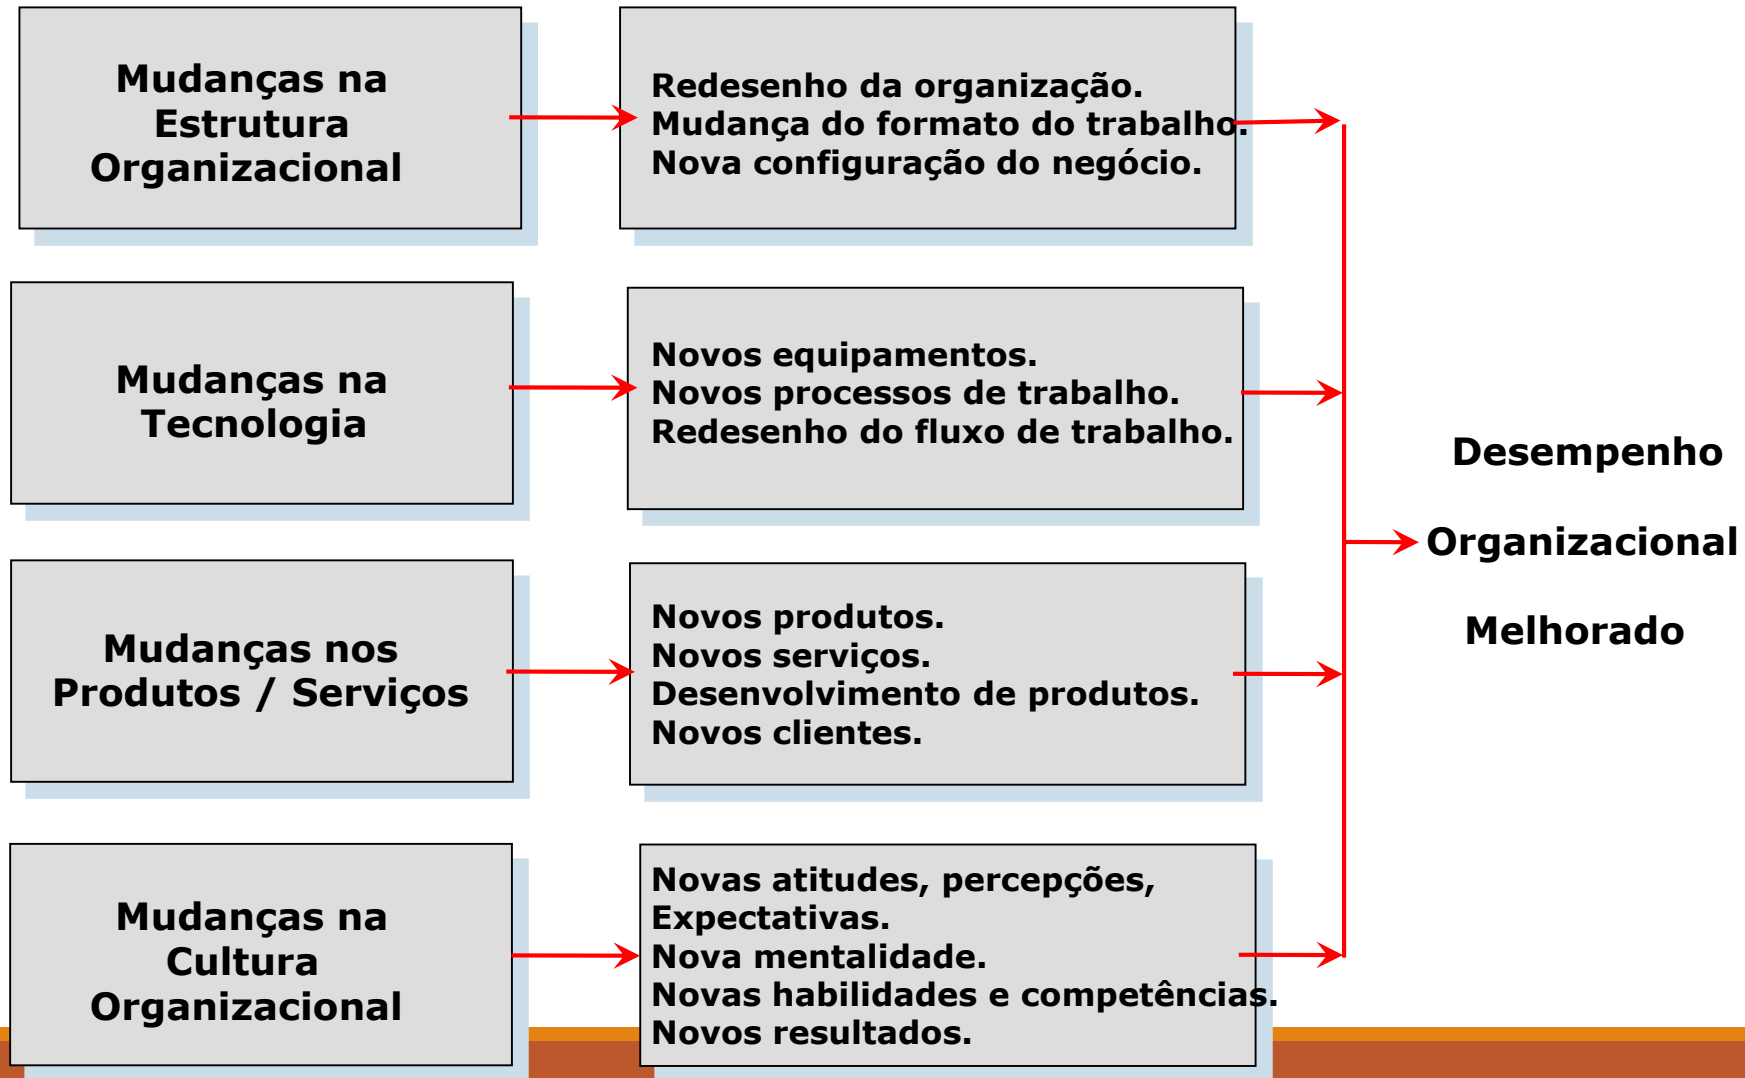 Mudanças na
Estrutura
Organizacional
Redesenho da organização.
Mudança do formato do trabalho.
Nova configuração do negócio.
Mudanças na
Tecnologia
Novos equipamentos.
Novos processos de trabalho.
Redesenho do fluxo de trabalho.
Mudanças nos
Produtos / Serviços
Novos produtos.
Novos serviços.
Desenvolvimento de produtos.
Novos clientes.
Mudanças na
Cultura
Organizacional
Novas atitudes, percepções,
Expectativas.
Nova mentalidade.
Novas habilidades e competências.
Novos resultados.
Desempenho
Organizacional
Melhorado